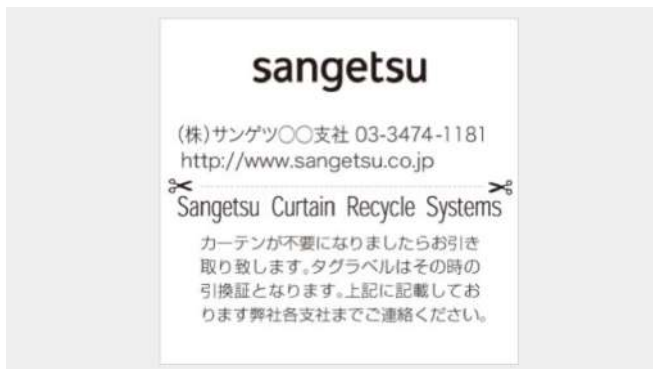 sangetsu
(株)サンゲツ○○支社 03-3474-1181
http://www.sangetsu.co.jp
Sangetsu Curtain Recycle Systems
カーテンが不要になりましたらお引き
取り致します。タグラベルはその時の
引換証となります。上記に記載してお
ります弊社各支社までご連絡ください。